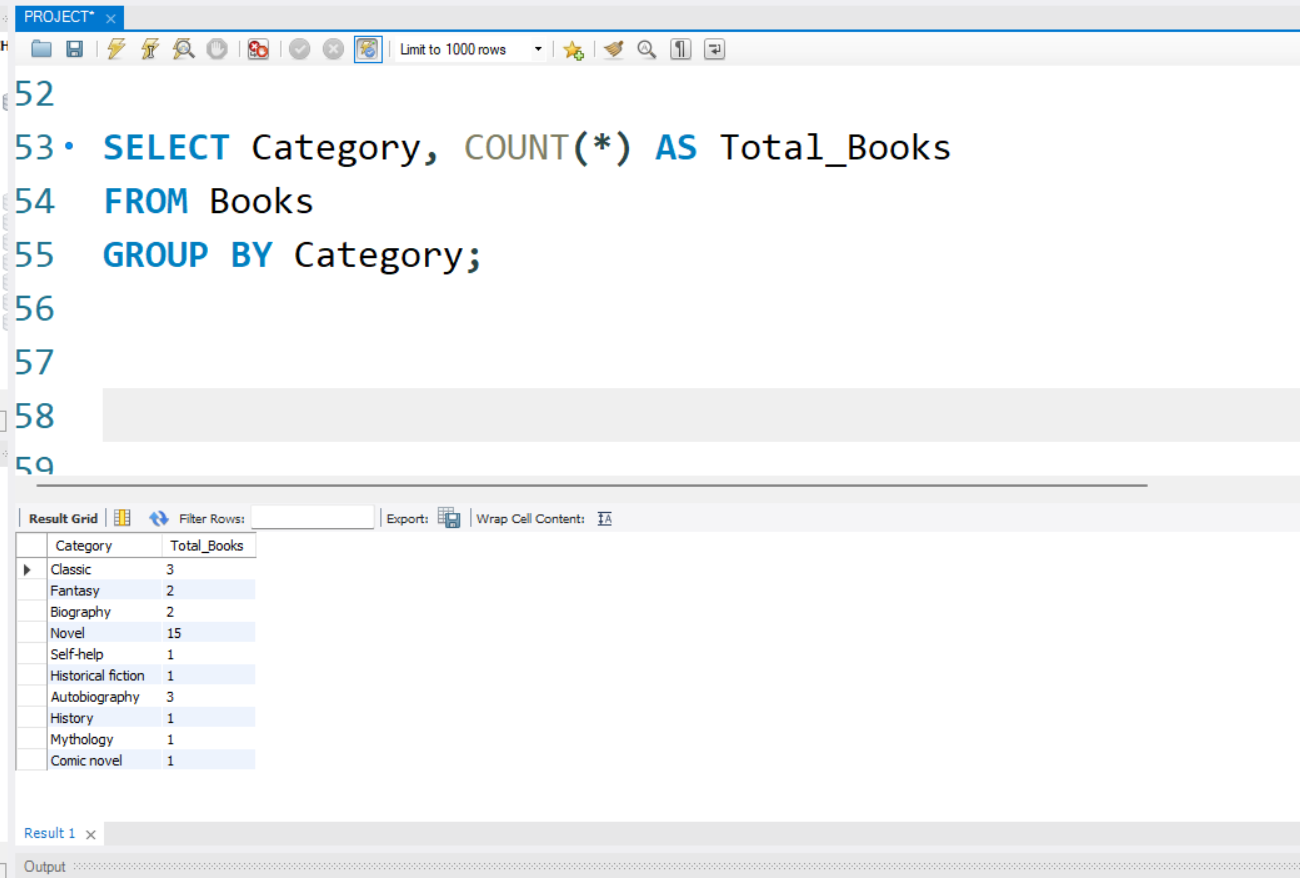 PROJECT*
Limit to 1000 rows
52
53 SELECT Category, COUNT(*) AS Total_Books
54 FROM Books
55 GROUP BY Category;
56
57
58
59
Result Grid Filter Rows: Export: Wrap Cell Content:
Category Total_Books
Classic 3
Fantasy 2
Biography 2
Novel 15
Self-help 1
Historical fiction 1
Autobiography 3
History 1
Mythology 1
Comic novel 1
Result 1
Output